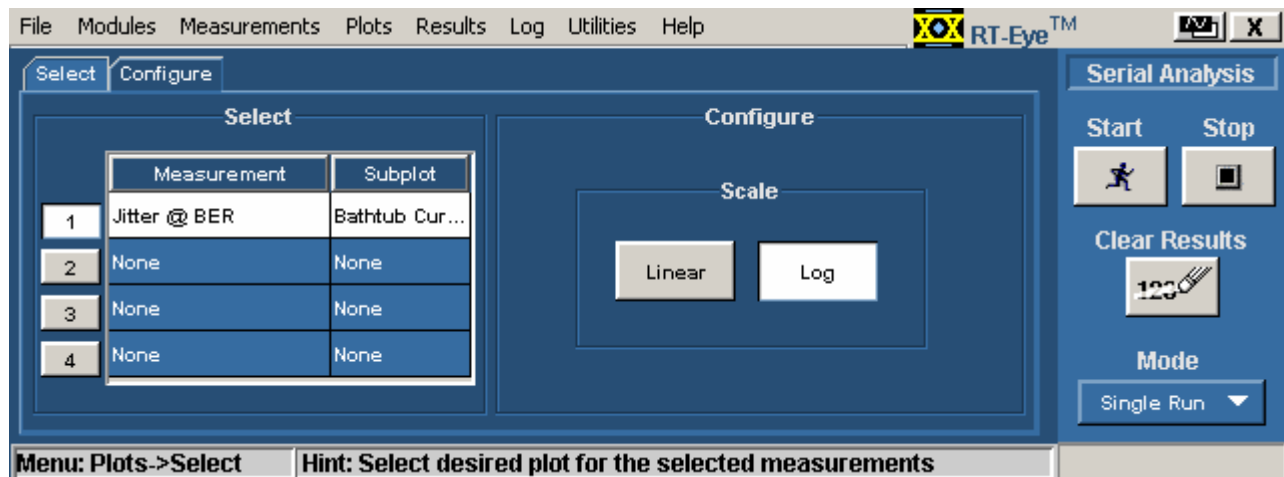 File Modules Measurements Plots Results Log Utilities Help RT-Eye™ X
Select Configure
Select
Measurement Subplot
1 Jitter @ BER Bathtub Cur...
2 None None
3 None None
4 None None
Configure
Scale
Linear Log
Serial Analysis
Start Stop
Clear Results
123
Mode
Single Run
Menu: Plots->Select Hint: Select desired plot for the selected measurements